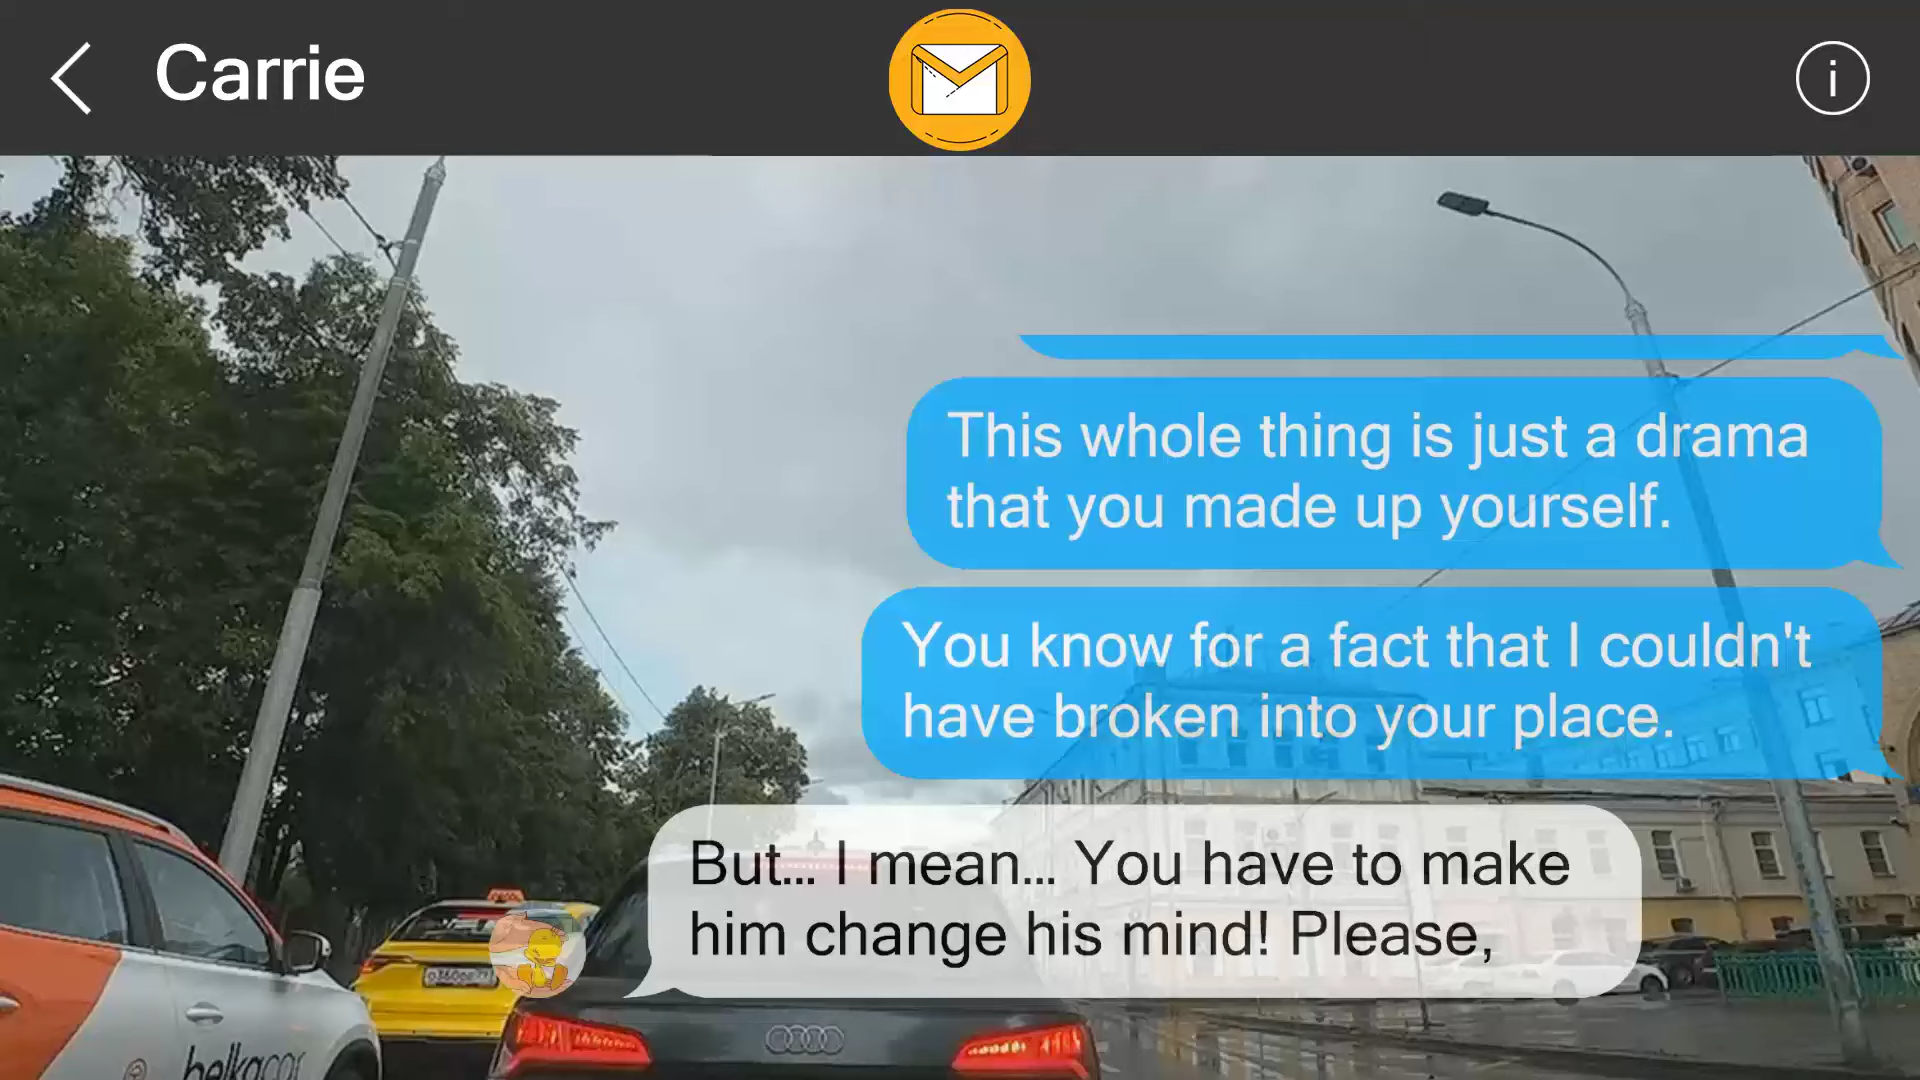 Carrie
i
This whole thing is just a drama
that you made up yourself.
You know for a fact that I couldn't
have broken into your place.
But... I mean... You have to make
him change his mind! Please,
belkacar